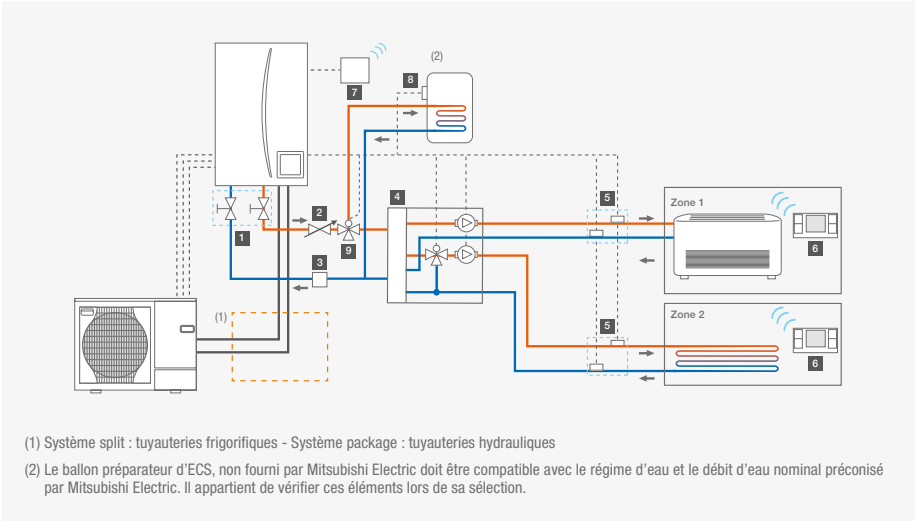 (2)
8
7
Zone 1
4
5
2
6
1
9
3
(1)
Zone 2
5
6
(1) Système split : tuyauteries frigorifiques - Système package : tuyauteries hydrauliques
(2) Le ballon préparateur d'ECS, non fourni par Mitsubishi Electric doit être compatible avec le régime d'eau et le débit d'eau nominal préconisé
par Mitsubishi Electric. Il appartient de vérifier ces éléments lors de sa sélection.